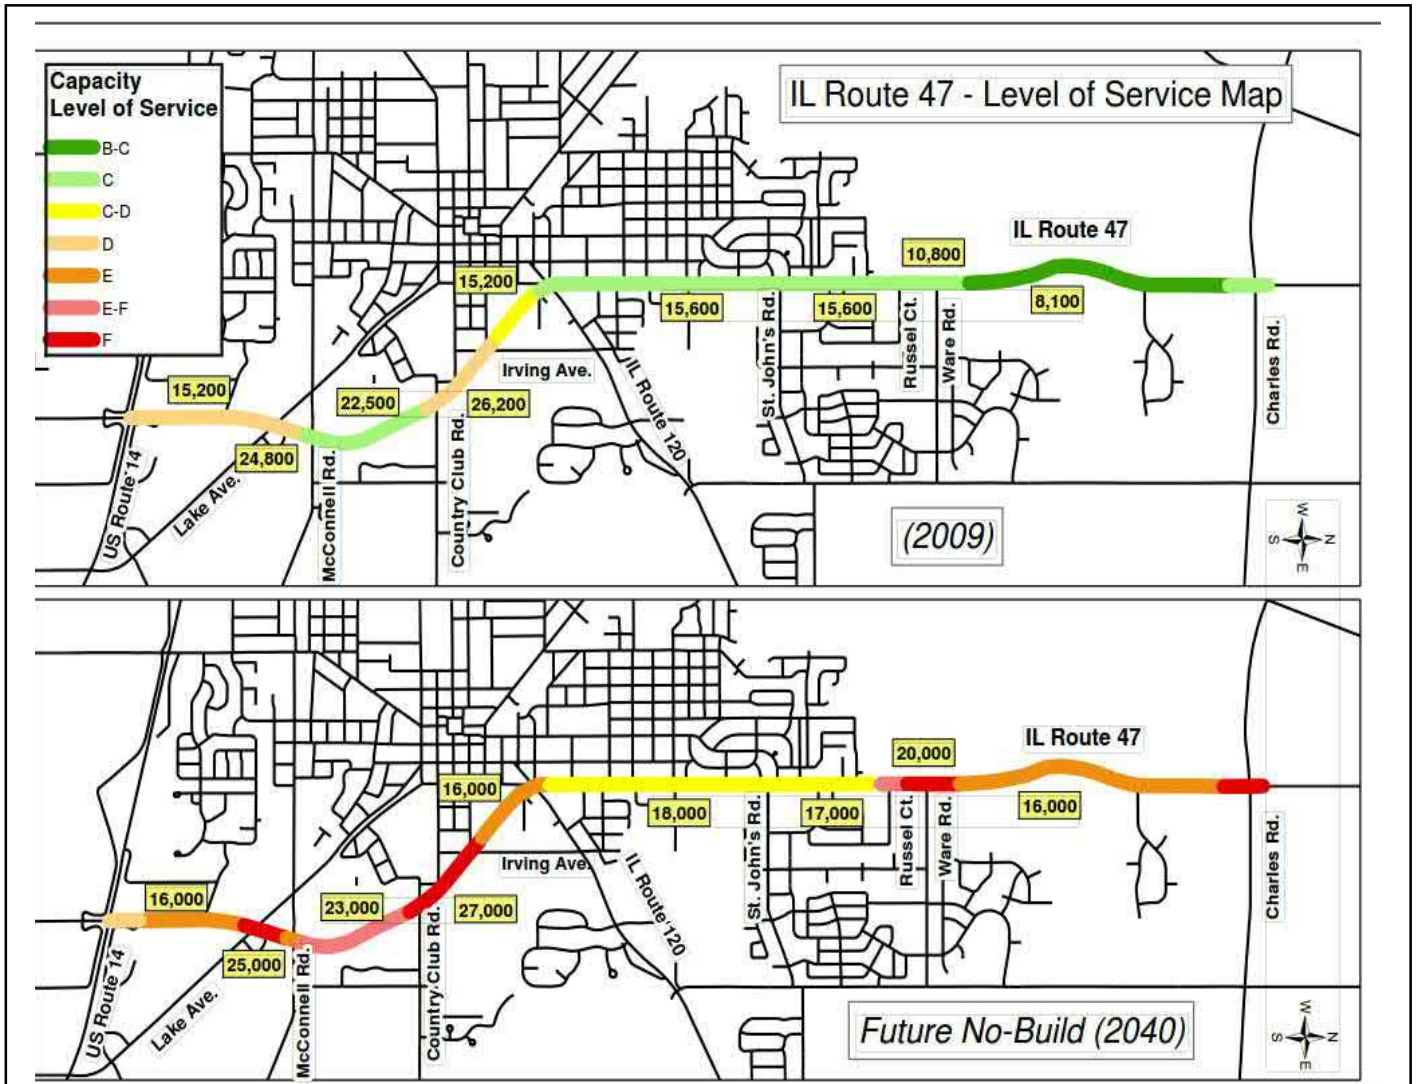 Capacity
Level of Service
B-C
C
C-D
D
E
E-F
F
IL Route 47 - Level of Service Map
IL Route 47
10,800
15,200
15,600
15,600
8,100
St. John's Rd.
Russel Ct.
Ware Rd.
Charles Rd.
Irving Ave.
IL Route 120
15,200
22,500
26,200
24,800
US Route 14
Lake Ave.
McConnell Rd.
Country Club Rd.
(2009)
W
S
N
E
IL Route 47
20,000
16,000
18,000
17,000
16,000
St. John's Rd.
Russel Ct.
Ware Rd.
Charles Rd.
Irving Ave.
IL Route 120
16,000
23,000
27,000
25,000
US Route 14
Lake Ave.
McConnell Rd.
Country Club Rd.
Future No-Build (2040)
W
S
N
E